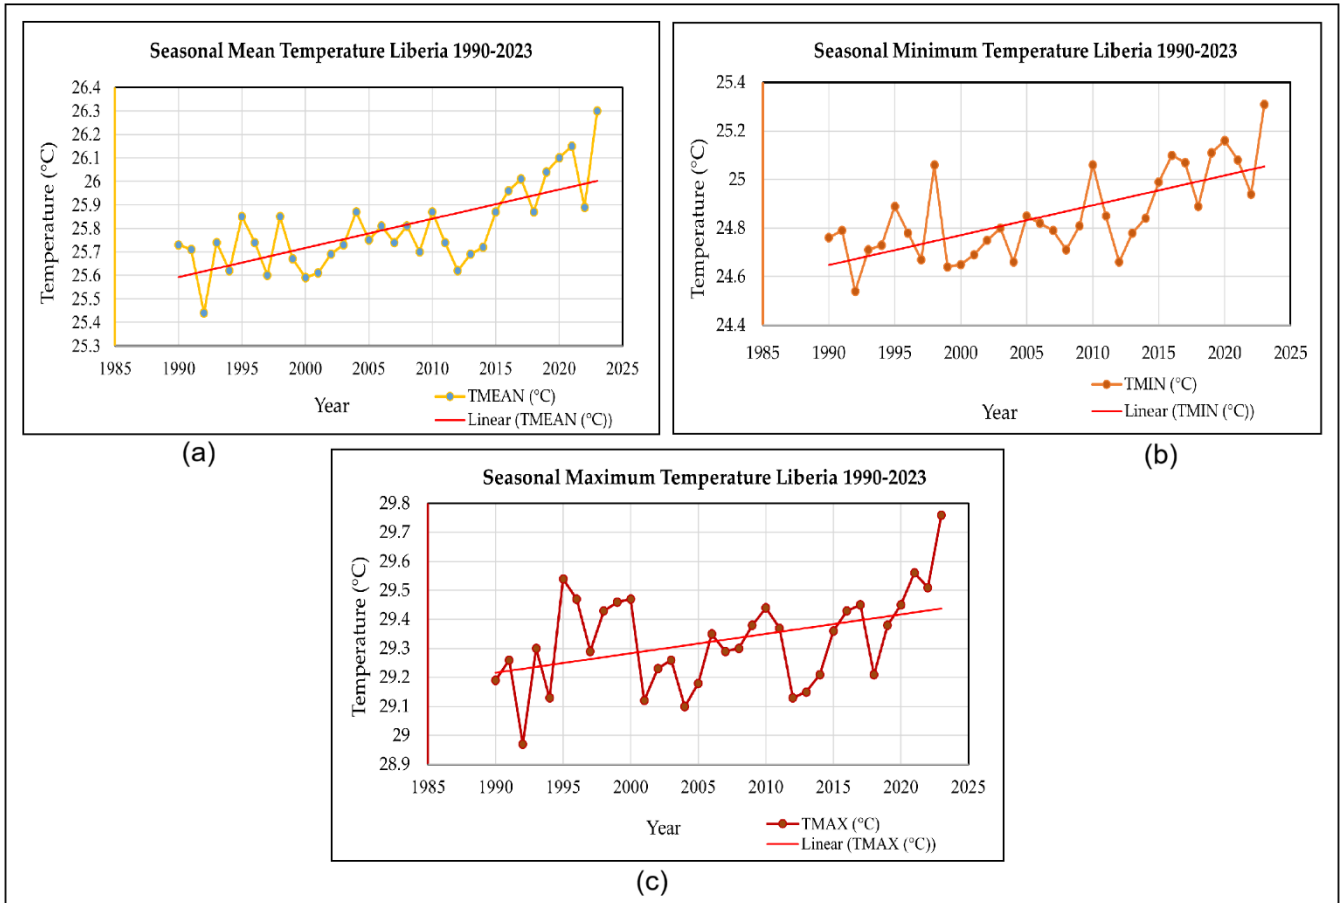 Seasonal Mean Temperature Liberia 1990-2023
Temperature (°C)
26.4
26.3
26.2
26.1
26
25.9
25.8
25.7
25.6
25.5
25.4
25.3
1985 1990 1995 2000 2005 2010 2015 2020 2025
Year
TMEAN (°C)
Linear (TMEAN (°C))
(a)
Seasonal Minimum Temperature Liberia 1990-2023
Temperature (°C)
25.4
25.2
25
24.8
24.6
24.4
1985 1990 1995 2000 2005 2010 2015 2020 2025
Year
TMIN (°C)
Linear (TMIN (°C))
(b)
Seasonal Maximum Temperature Liberia 1990-2023
Temperature (°C)
29.8
29.7
29.6
29.5
29.4
29.3
29.2
29.1
29
28.9
1985 1990 1995 2000 2005 2010 2015 2020 2025
Year
TMAX (°C)
Linear (TMAX (°C))
(c)